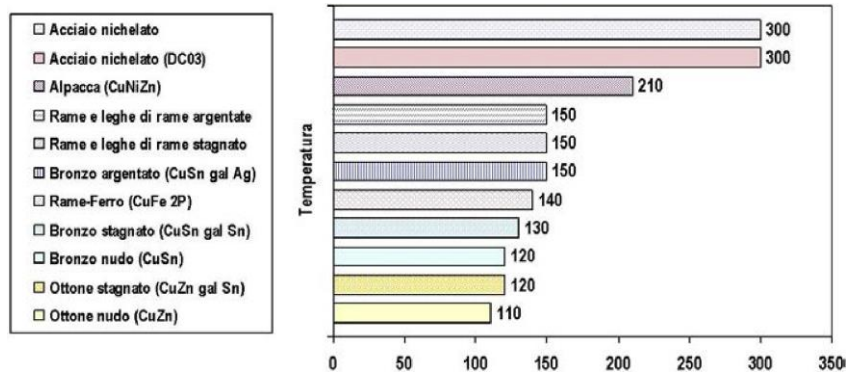 Acciaio nichelato
Acciaio nichelato (DC03)
Alpacca (CuNiZn)
Rame e leghe di rame argentate
Rame e leghe di rame stagnato
Bronzo argentato (CuSn gal Ag)
Rame-Ferro (CuFe 2P)
Bronzo stagnato (CuSn gal Sn)
Bronzo nudo (CuSn)
Ottone stagnato (CuZn gal Sn)
Ottone nudo (CuZn)
Temperatura
300
300
210
150
150
150
140
130
120
120
110
0 50 100 150 200 250 300 350